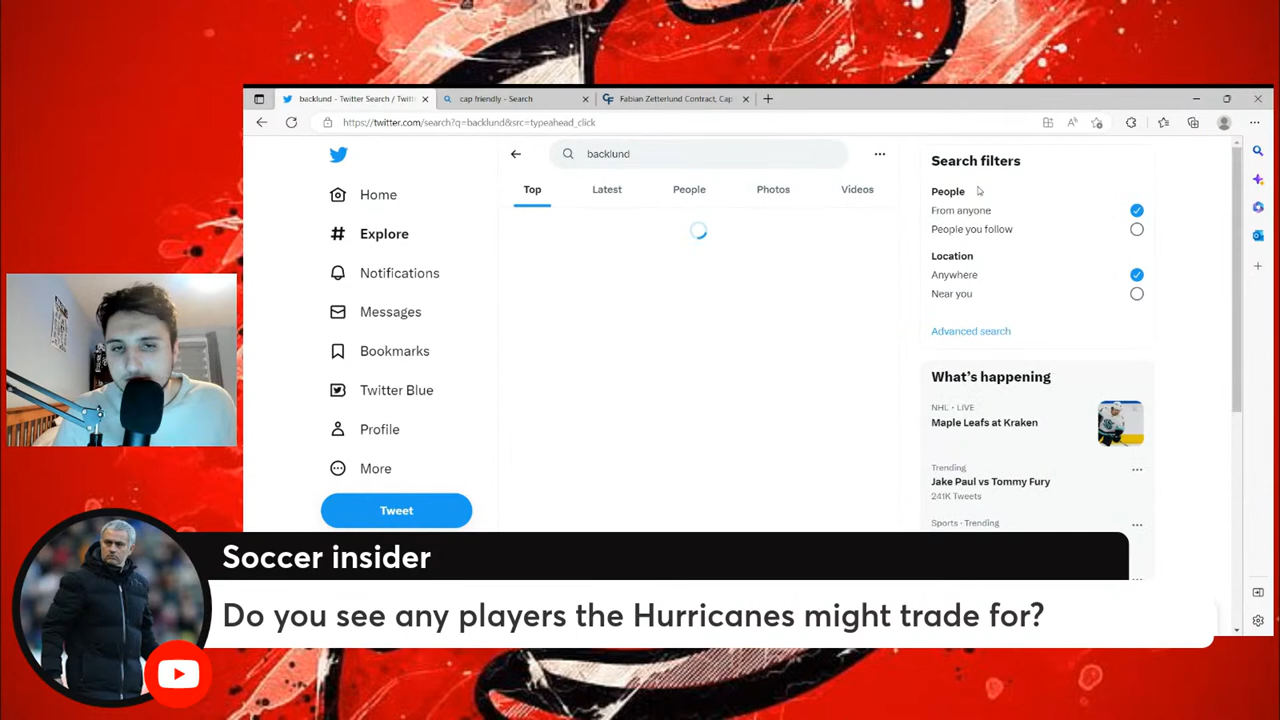 backlund - Twitter Search / Twitt
cap friendly - Search
Fabian Zetterlund Contract, Cap
https://twitter.com/search?q=backlund&src=typeahead_click
backlund
Top
Latest
People
Photos
Videos
Home
Explore
Notifications
Messages
Bookmarks
Twitter Blue
Profile
More
Tweet
Search filters
People
From anyone
People you follow
Location
Anywhere
Near you
Advanced search
What's happening
NHL · LIVE
Maple Leafs at Kraken
Trending
Jake Paul vs Tommy Fury
241K Tweets
Sports · Trending
Soccer insider
Do you see any players the Hurricanes might trade for?